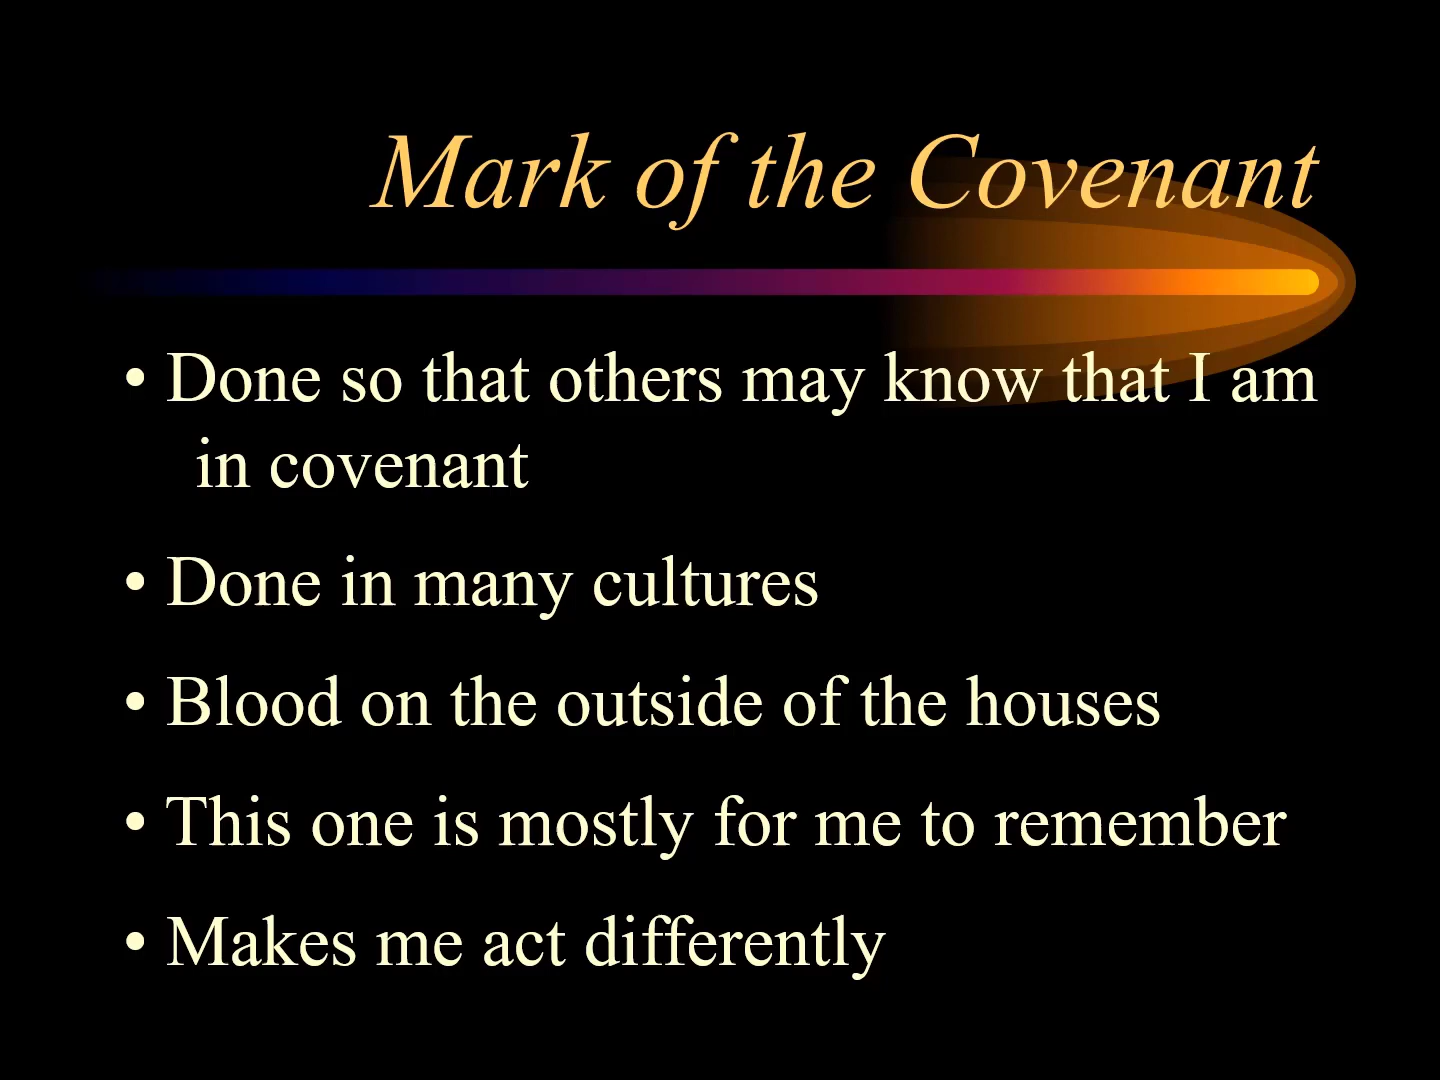 Mark of the Covenant
• Done so that others may know that I am
in covenant
• Done in many cultures
• Blood on the outside of the houses
• This one is mostly for me to remember
• Makes me act differently